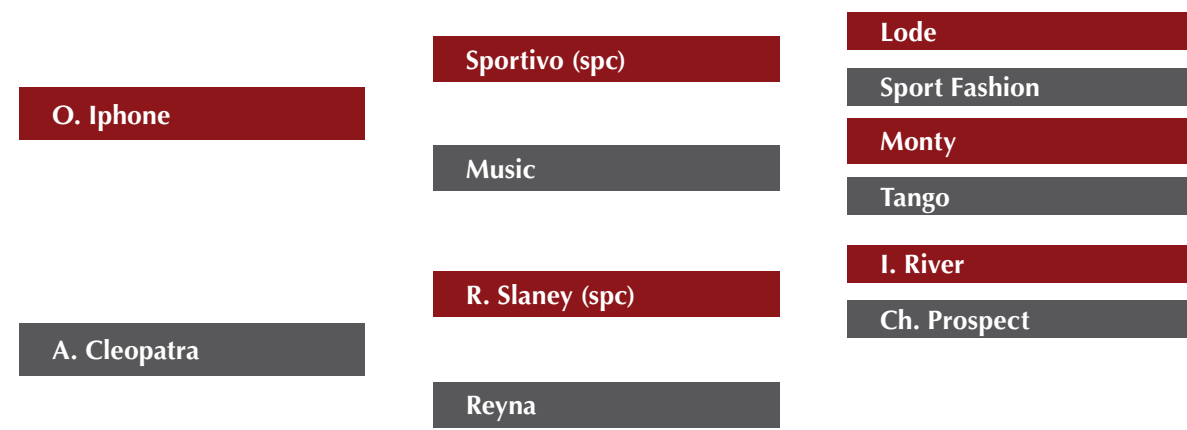 O. Iphone
A. Cleopatra
Sportivo (spc)
Music
R. Slaney (spc)
Reyna
Lode
Sport Fashion
Monty
Tango
I. River
Ch. Prospect